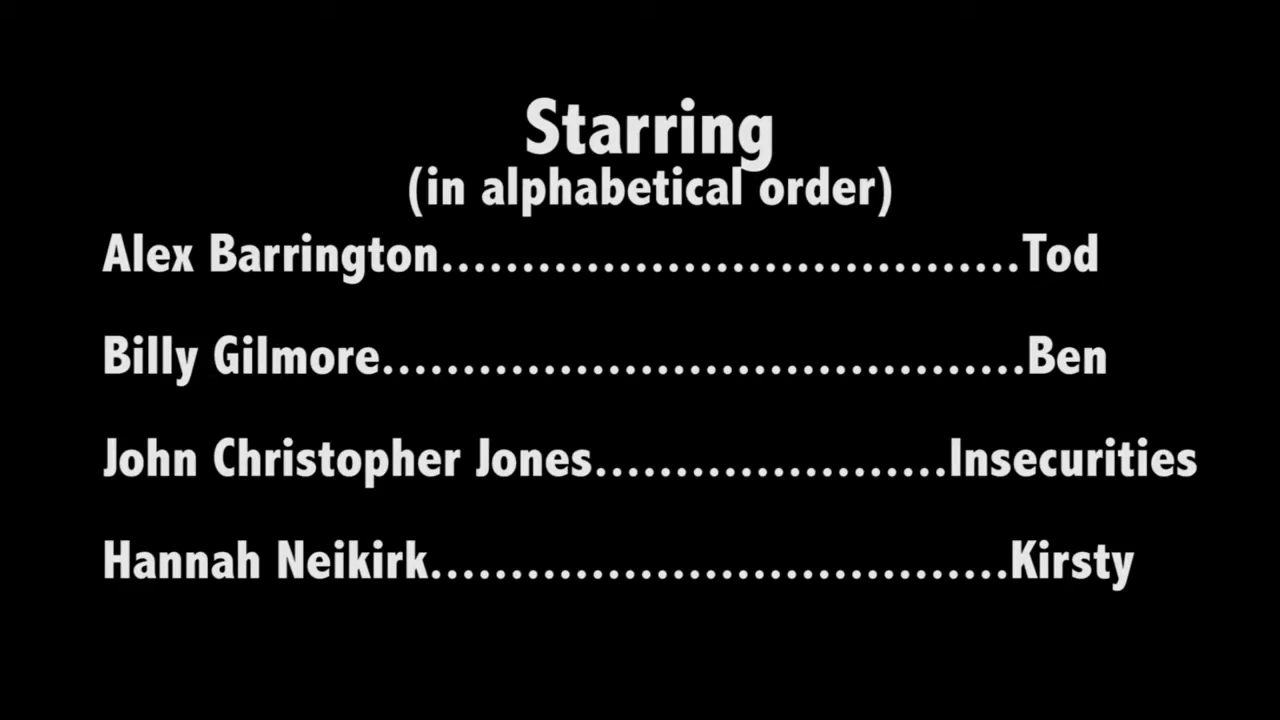 Starring
(in alphabetical order)
Alex Barrington....................................Tod
Billy Gilmore........................................Ben
John Christopher Jones......................Insecurities
Hannah Neikirk....................................Kirsty